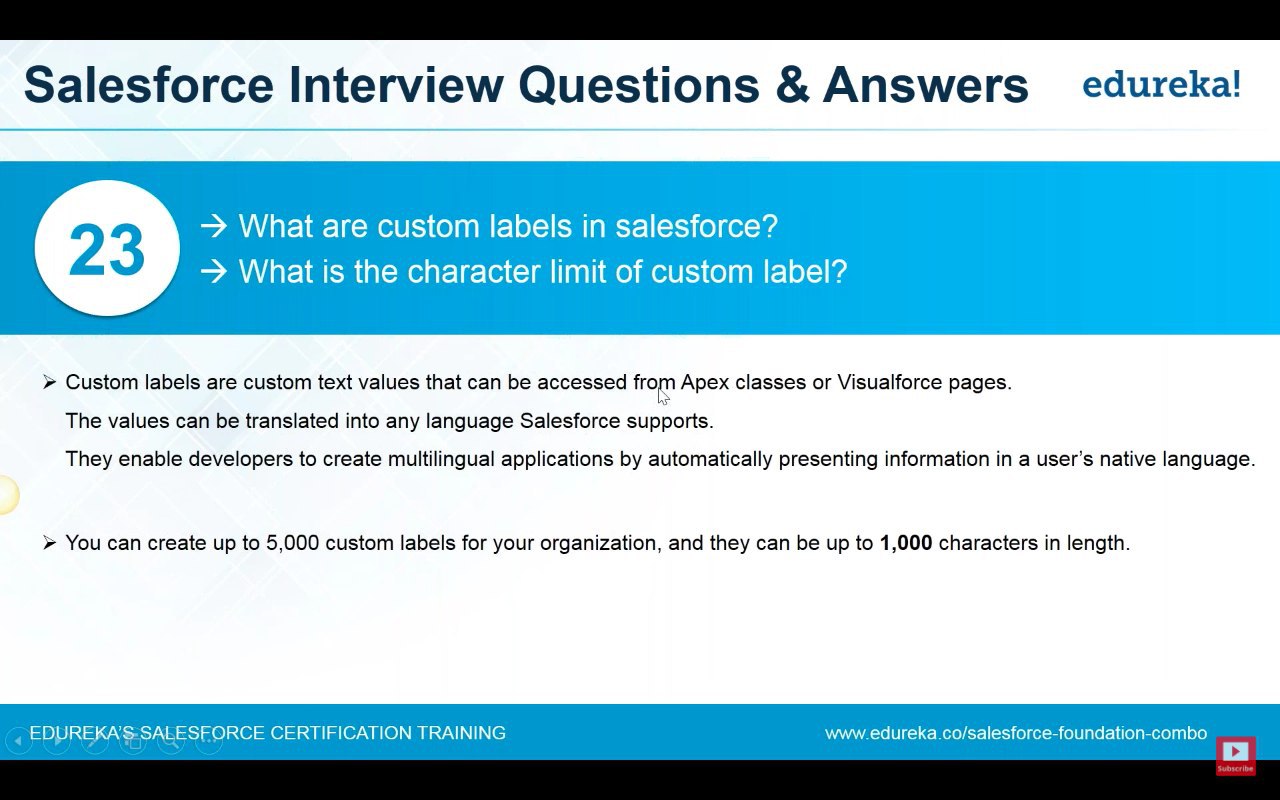 Salesforce Interview Questions & Answers
edureka!
23
→ What are custom labels in salesforce?
→ What is the character limit of custom label?
➢ Custom labels are custom text values that can be accessed from Apex classes or Visualforce pages.
The values can be translated into any language Salesforce supports.
They enable developers to create multilingual applications by automatically presenting information in a user’s native language.
➢ You can create up to 5,000 custom labels for your organization, and they can be up to 1,000 characters in length.
EDUREKA’S SALESFORCE CERTIFICATION TRAINING
www.edureka.co/salesforce-foundation-combo
Subscribe